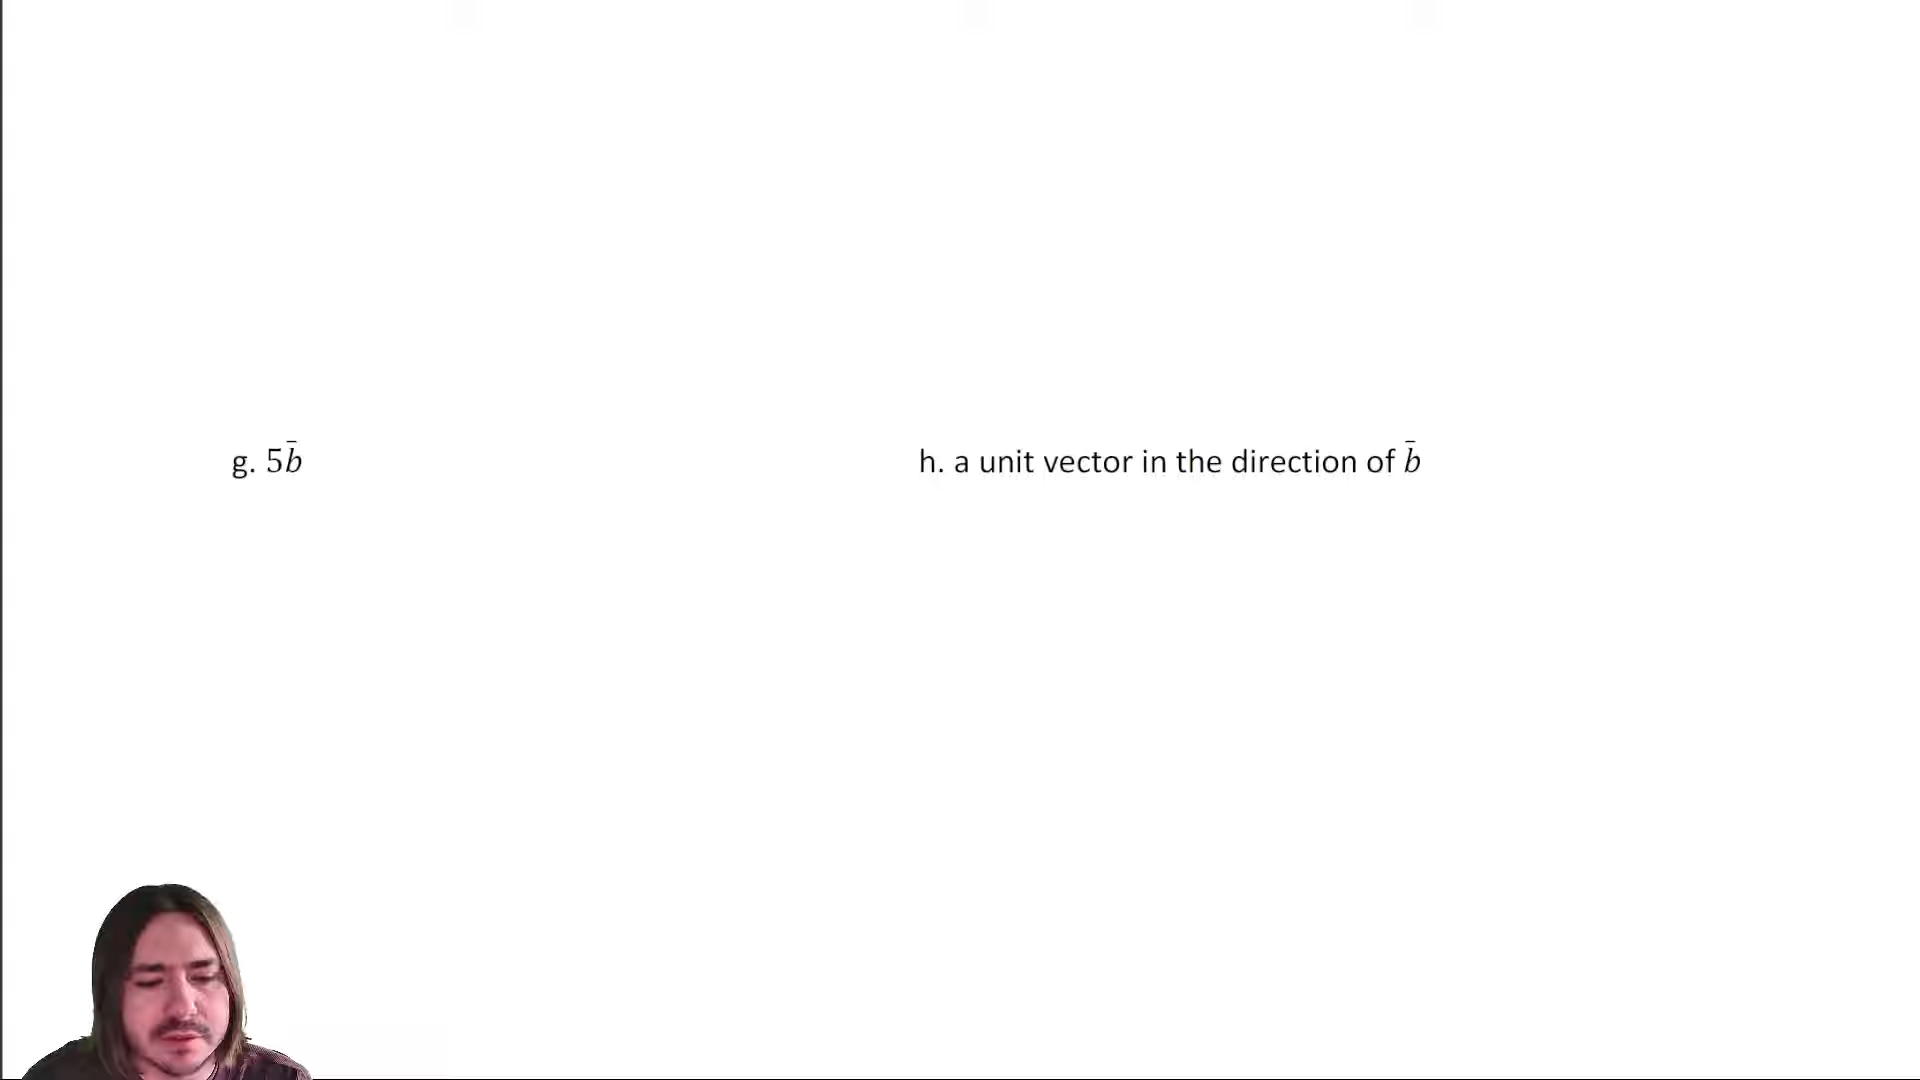 g. 5b̄
h. a unit vector in the direction of b̄